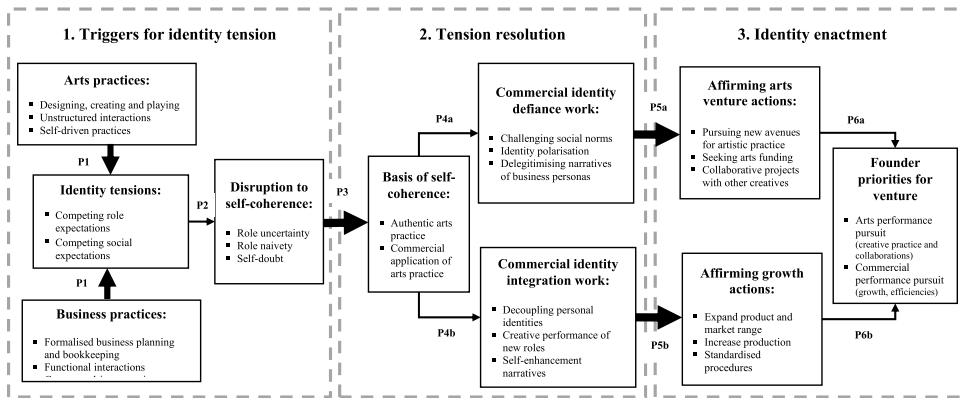 1. Triggers for identity tension
Arts practices:
▪ Designing, creating and playing
▪ Unstructured interactions
▪ Self-driven practices
P1
Identity tensions:
▪ Competing role
expectations
▪ Competing social
expectations
P1
Business practices:
▪ Formalised business planning
and bookkeeping
▪ Functional interactions
P2
Disruption to
self-coherence:
▪ Role uncertainty
▪ Role naivety
▪ Self-doubt
P3
2. Tension resolution
Basis of self-
coherence:
▪ Authentic arts
practice
▪ Commercial
application of
arts practice
P4a
Commercial identity
defiance work:
▪ Challenging social norms
▪ Identity polarisation
▪ Delegitimising narratives
of business personas
P4b
Commercial identity
integration work:
▪ Decoupling personal
identities
▪ Creative performance of
new roles
▪ Self-enhancement
narratives
P5a
P5b
3. Identity enactment
Affirming arts
venture actions:
▪ Pursuing new avenues
for artistic practice
▪ Seeking arts funding
▪ Collaborative projects
with other creatives
Affirming growth
actions:
▪ Expand product and
market range
▪ Increase production
▪ Standardised
procedures
P6a
P6b
Founder
priorities for
venture
▪ Arts performance
pursuit
(creative practice and
collaborations)
▪ Commercial
performance pursuit
(growth, efficiencies)